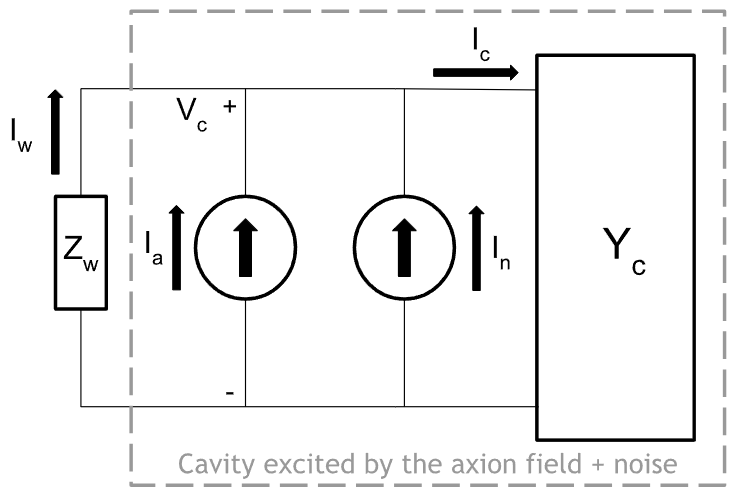 I_c
V_c +
I_w
Z_w
I_a
I_n
Y_c
-
Cavity excited by the axion field + noise